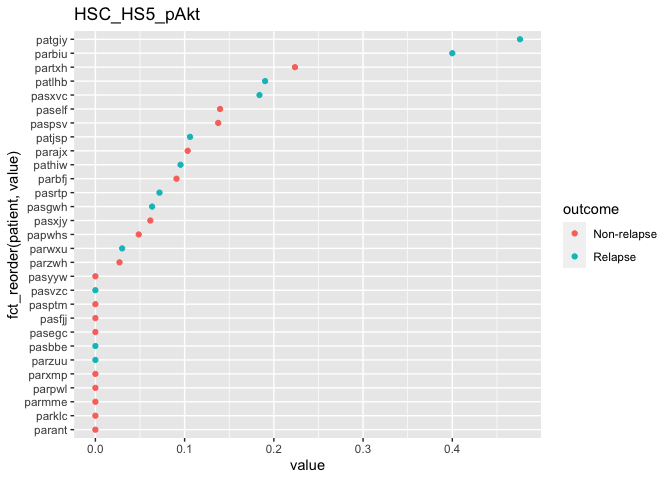 HSC_HS5_pAkt
fct_reorder(patient, value)
patgiy
parbiu
partxh
patlhb
pasxvc
paself
paspsv
patjsp
parajx
pathiw
parbfj
pasrtp
pasgwh
pasxjy
papwhs
parwxu
parzwh
pasyyw
pasvzc
pasptm
pasfjj
pasegc
pasbbe
parzuu
parxmp
parpwl
parmme
parklc
parant
0.0 0.1 0.2 0.3 0.4
value
outcome
Non-relapse
Relapse